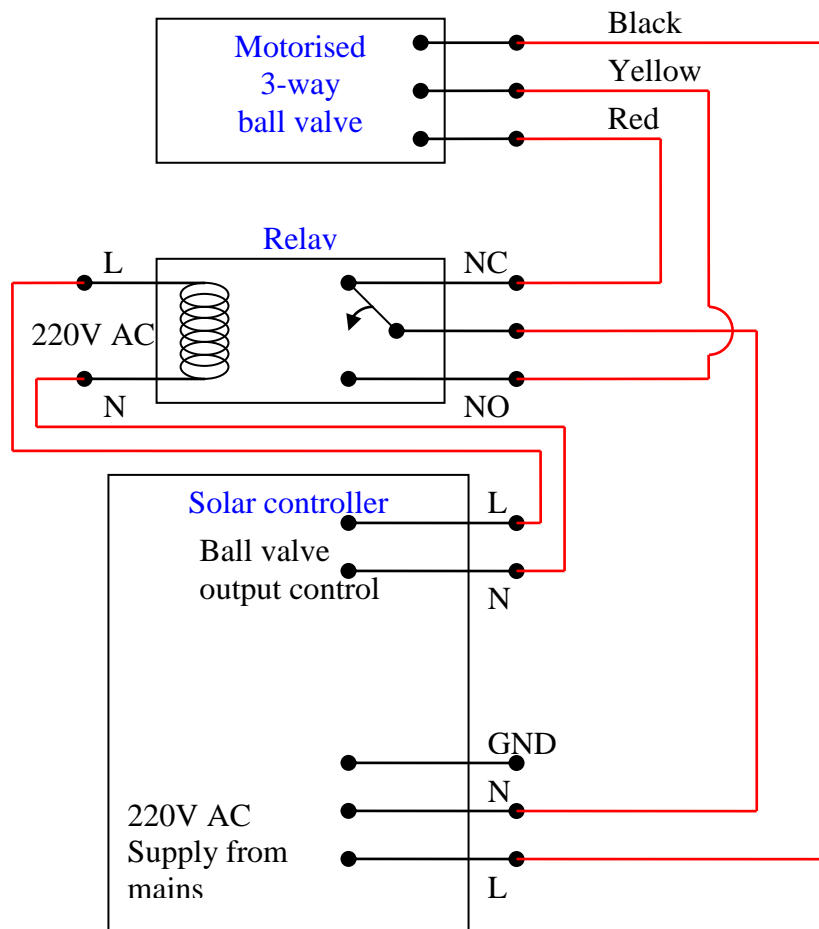 Black
Motorised
3-way
ball valve
Yellow
Red
Relay
L
NC
220V AC
N
NO
Solar controller
L
Ball valve
output control
N
GND
N
220V AC
Supply from
mains
L